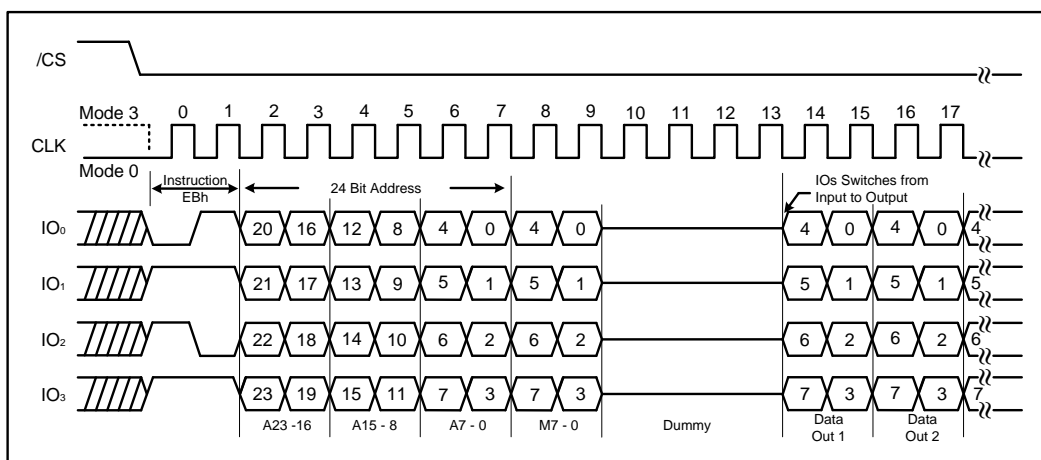 /CS
Mode 3 0 1 2 3 4 5 6 7 8 9 10 11 12 13 14 15 16 17
CLK
Mode 0
Instruction
EBh
24 Bit Address
IOs Switches from
Input to Output
IO₀ 20 16 12 8 4 0 4 0 4 0 4 0 4
IO₁ 21 17 13 9 5 1 5 1 5 1 5 1 5
IO₂ 22 18 14 10 6 2 6 2 6 2 6 2 6
IO₃ 23 19 15 11 7 3 7 3 7 3 7 3 7
A23 -16 A15 - 8 A7 - 0 M7 - 0 Dummy
Data
Out 1
Data
Out 2